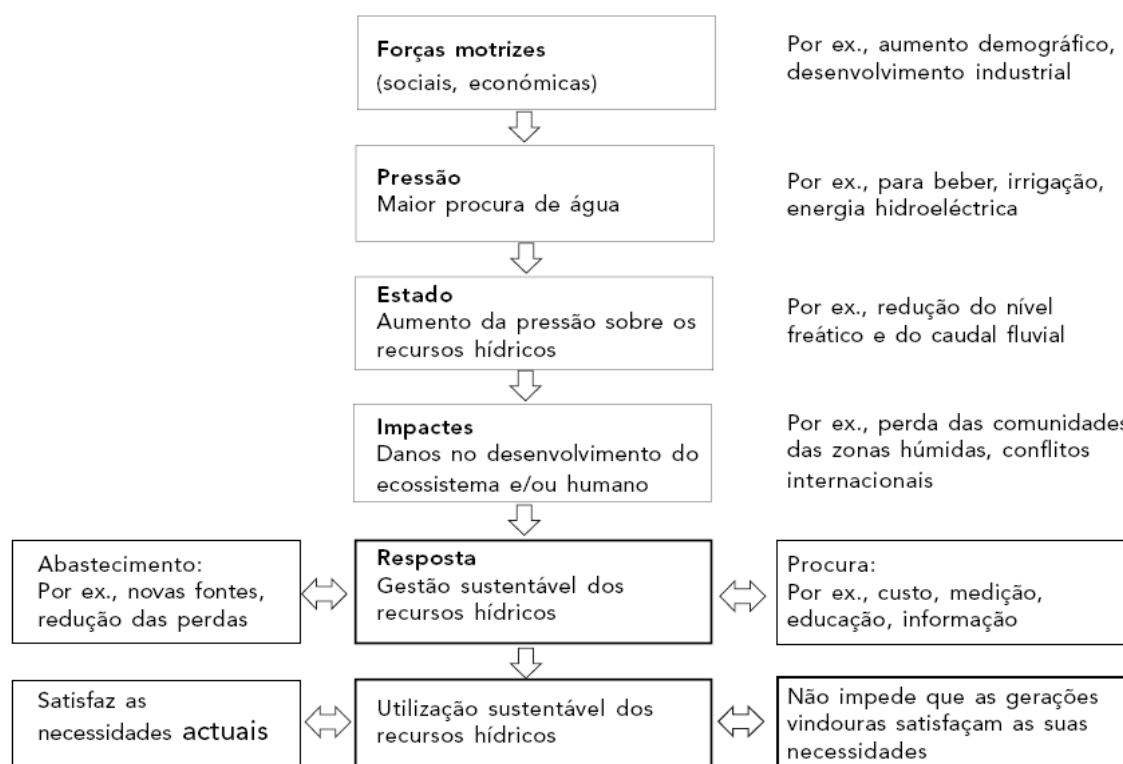 Forças motrizes
(sociais, económicas)
Por ex., aumento demográfico,
desenvolvimento industrial
Pressão
Maior procura de água
Por ex., para beber, irrigação,
energia hidroeléctrica
Estado
Aumento da pressão sobre os
recursos hídricos
Por ex., redução do nível
freático e do caudal fluvial
Impactes
Danos no desenvolvimento do
ecossistema e/ou humano
Por ex., perda das comunidades
das zonas húmidas, conflitos
internacionais
Abastecimento:
Por ex., novas fontes,
redução das perdas
Resposta
Gestão sustentável dos
recursos hídricos
Procura:
Por ex., custo, medição,
educação, informação
Satisfaz as
necessidades actuais
Utilização sustentável dos
recursos hídricos
Não impede que as gerações
vindouras satisfaçam as suas
necessidades